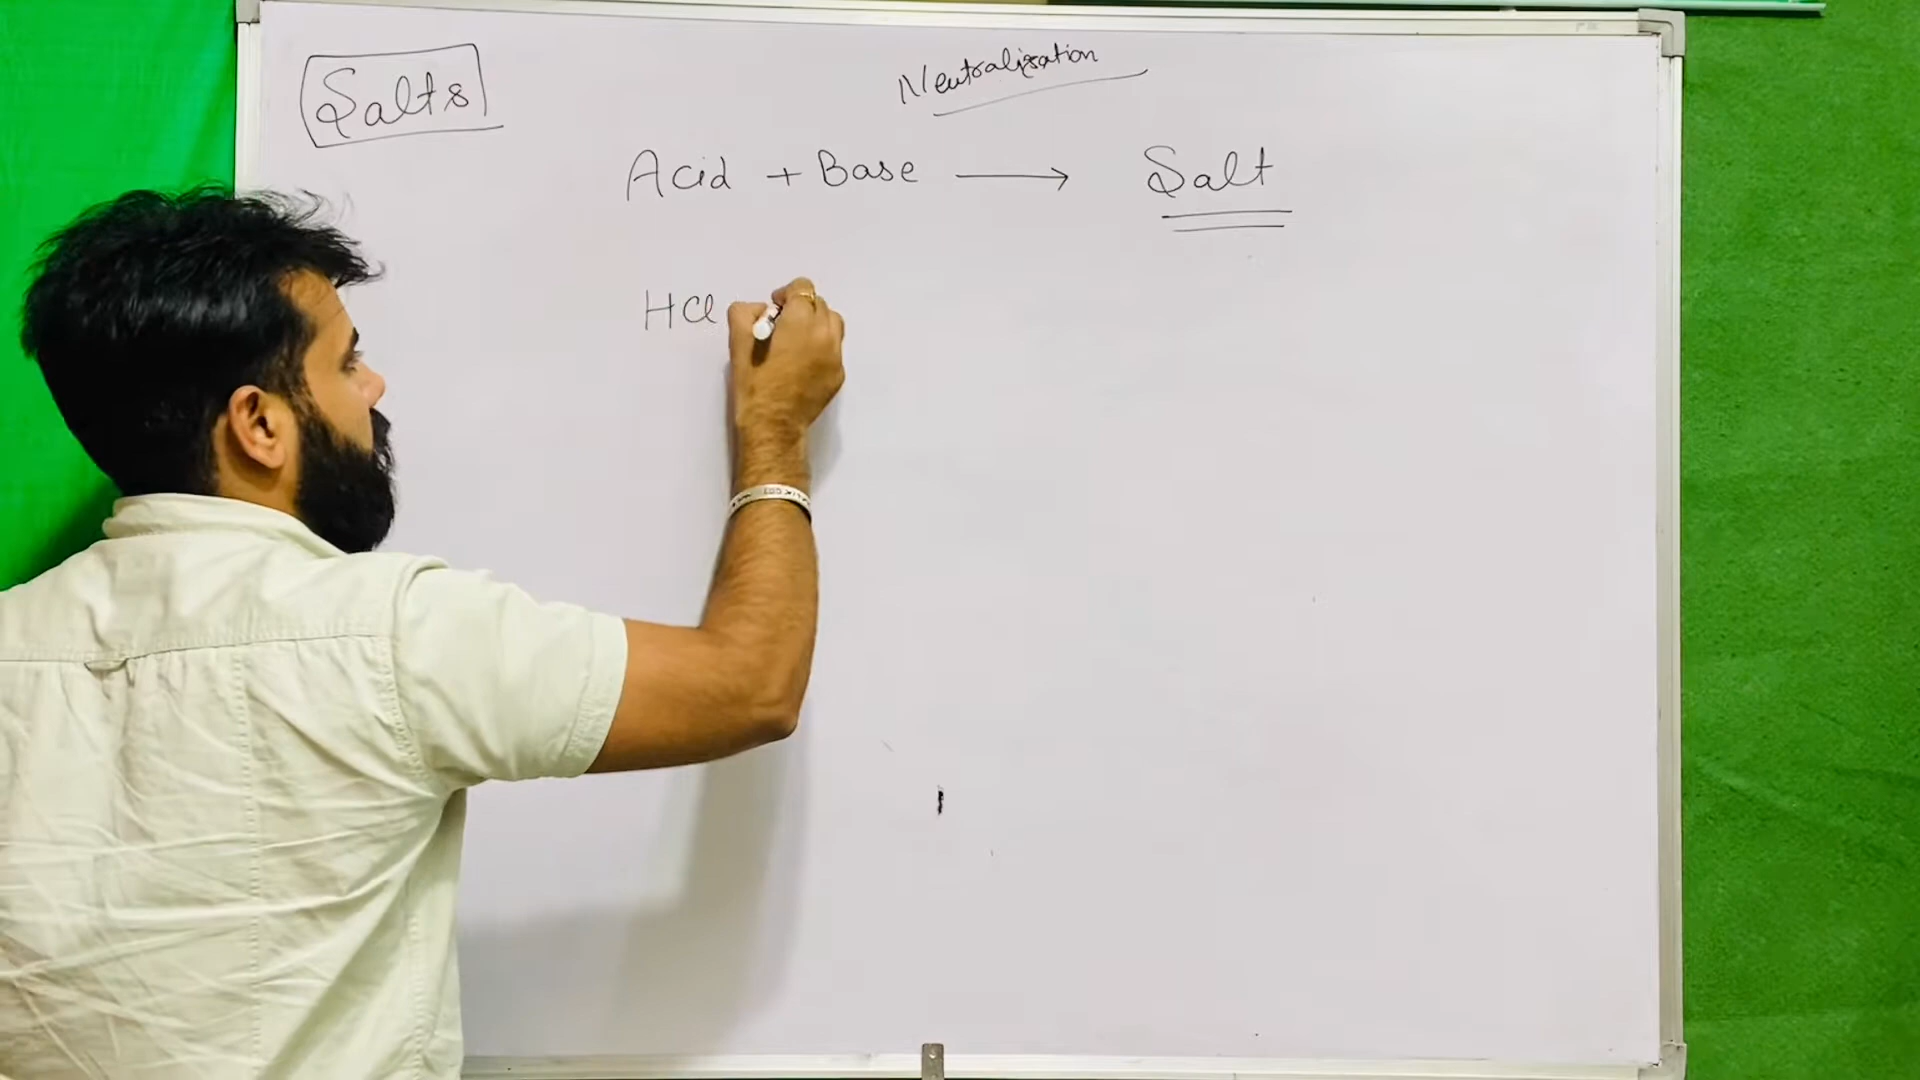 Salts
Neutralisation
Acid + Base ⟶ Salt
HCl